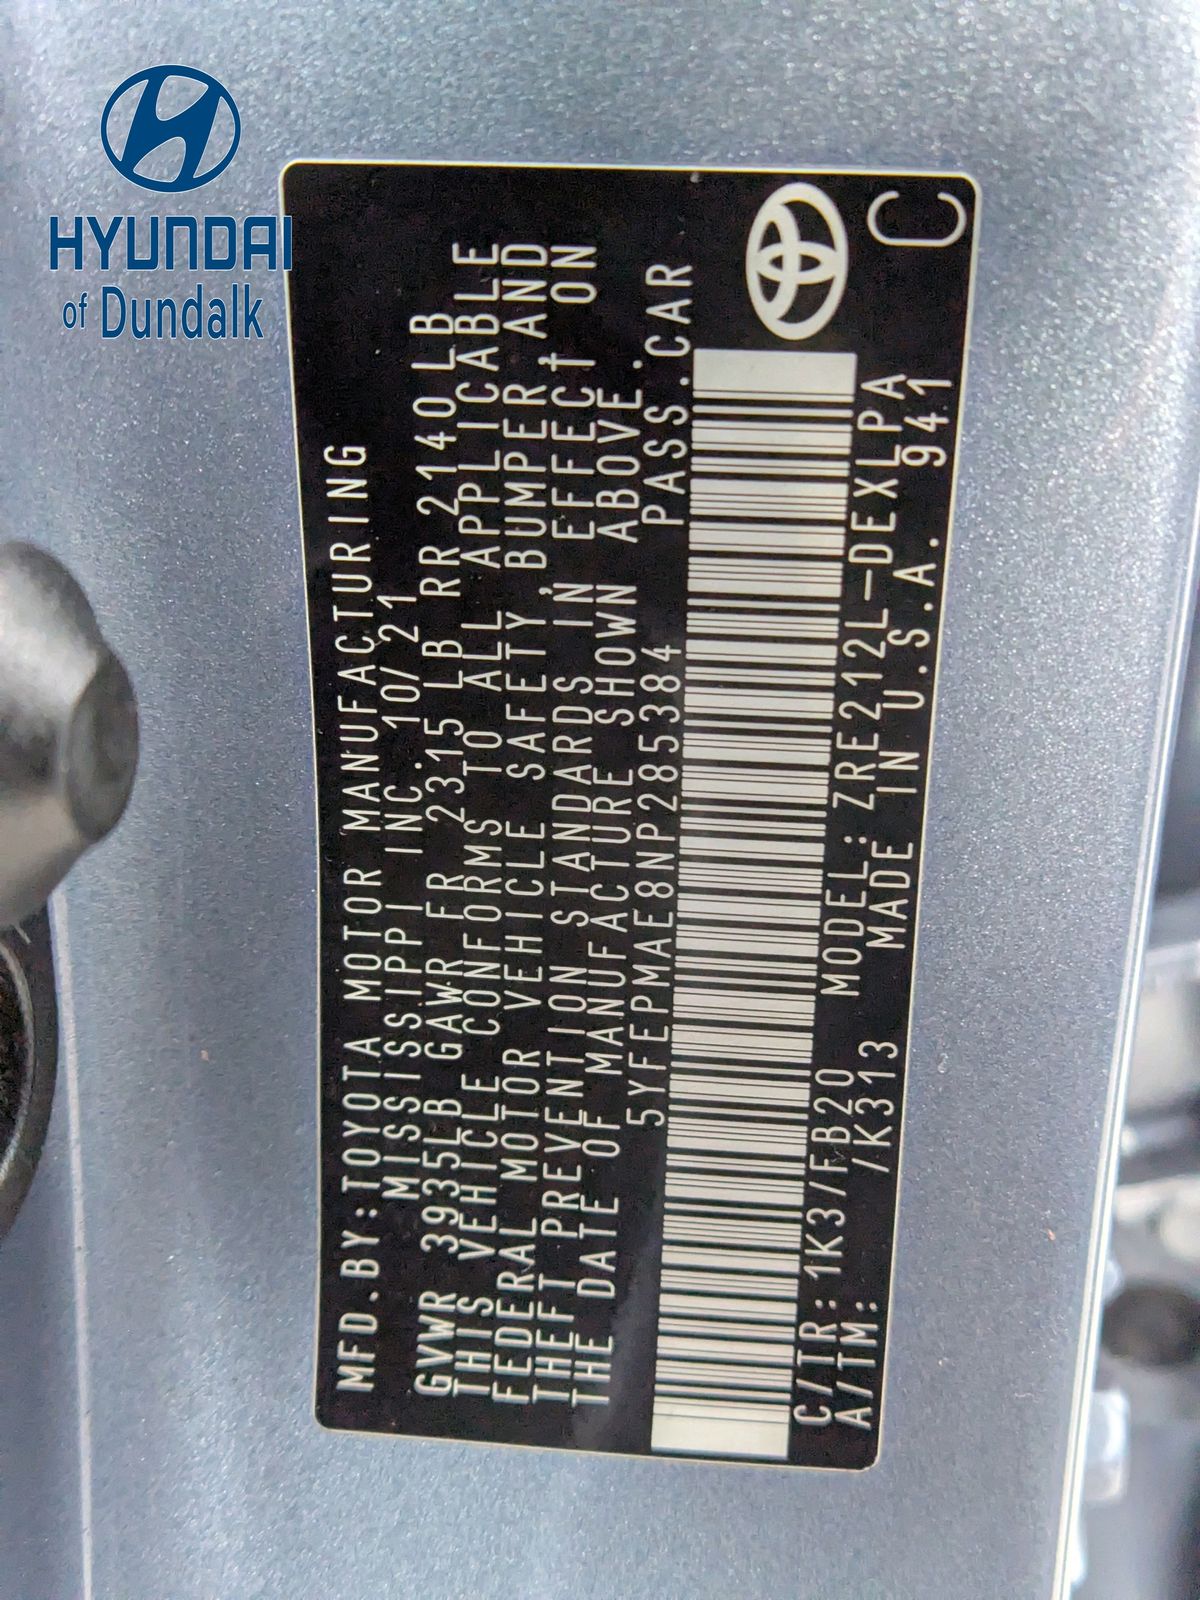 HYUNDAI
of Dundalk
MFD.BY:TOYOTA MOTOR MANUFACTURING
MISSISSIPPI INC.10/21
GVWR 3935LB GAWR FR 2315 LB RR 2140LB
THIS VEHICLE CONFORMS TO ALL APPLICABLE
FEDERAL MOTOR VEHICLE SAFETY,BUMPER AND
THEFT PREVENTION STANDARDS IN EFFECT ON
THE DATE OF MANUFACTURE SHOWN ABOVE.
5YFEPMAE8NP285384 PASS.CAR
C/TR:1K3/FB20 MODEL:ZRE212L-DEXLPA
A/TM: /K313 MADE IN U.S.A. 941
C